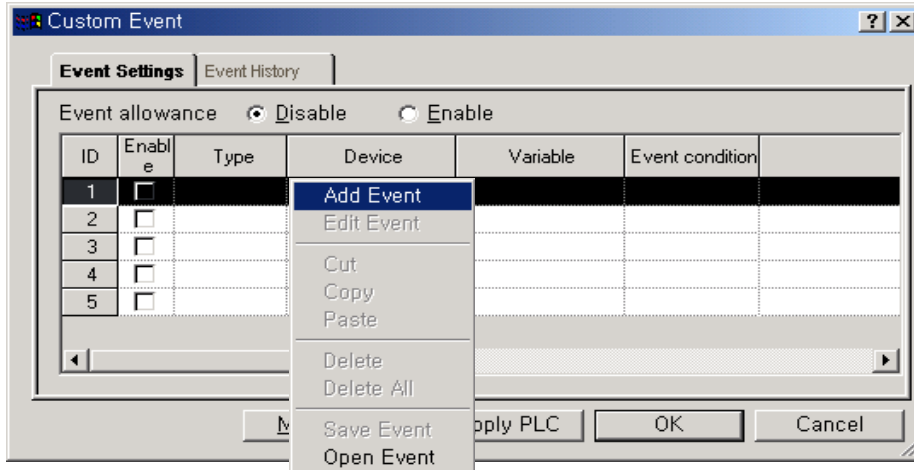 Custom Event
Event Settings Event History
Event allowance Disable Enable
ID Enable Type Device Variable Event condition
1
2
3
4
5
Add Event
Edit Event
Cut
Copy
Paste
Delete
Delete All
Save Event
Open Event
PLC OK Cancel